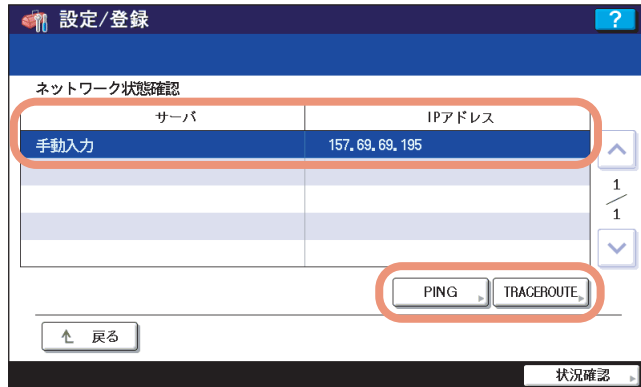 設定/登録 ?
ネットワーク状態確認
サーバ IPアドレス
手動入力 157.69.69.195
1
1
PING TRACEROUTE
戻る
状況確認